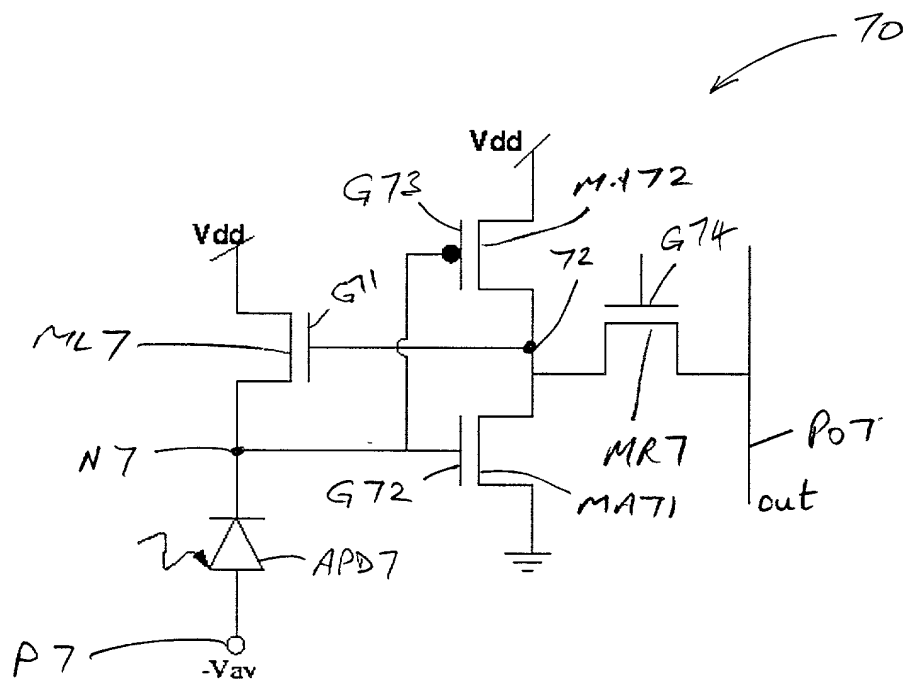 70
Vdd
G73
MA72
G74
72
Vdd
G71
ML7
N7
G72
MR7
MA71
PO7
out
APD7
P7
-Vav